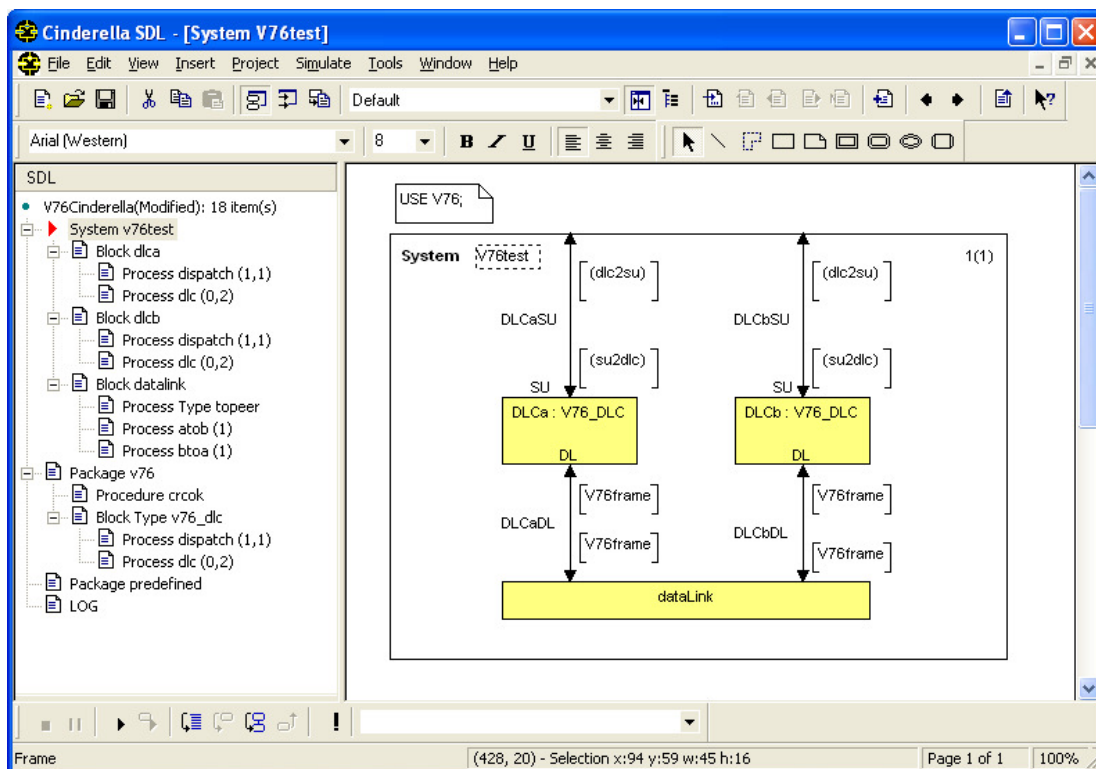 Cinderella SDL - [System V76test]
File Edit View Insert Project Simulate Tools Window Help
Default
Arial (Western) 8 B I U
SDL
V76Cinderella(Modified): 18 item(s)
System v76test
Block dlca
Process dispatch (1,1)
Process dlc (0,2)
Block dlcb
Process dispatch (1,1)
Process dlc (0,2)
Block datalink
Process Type topeer
Process atob (1)
Process btoa (1)
Package v76
Procedure crcok
Block Type v76_dlc
Process dispatch (1,1)
Process dlc (0,2)
Package predefined
LOG
USE V76;
System V76test 1(1)
(dlc2su) (dlc2su)
DLCaSU DLCbSU
(su2dlc) (su2dlc)
SU SU
DLCa : V76_DLC DLCb : V76_DLC
DL DL
V76frame V76frame
DLCaDL DLCbDL
V76frame V76frame
dataLink
Frame (428, 20) - Selection x:94 y:59 w:45 h:16 Page 1 of 1 100%